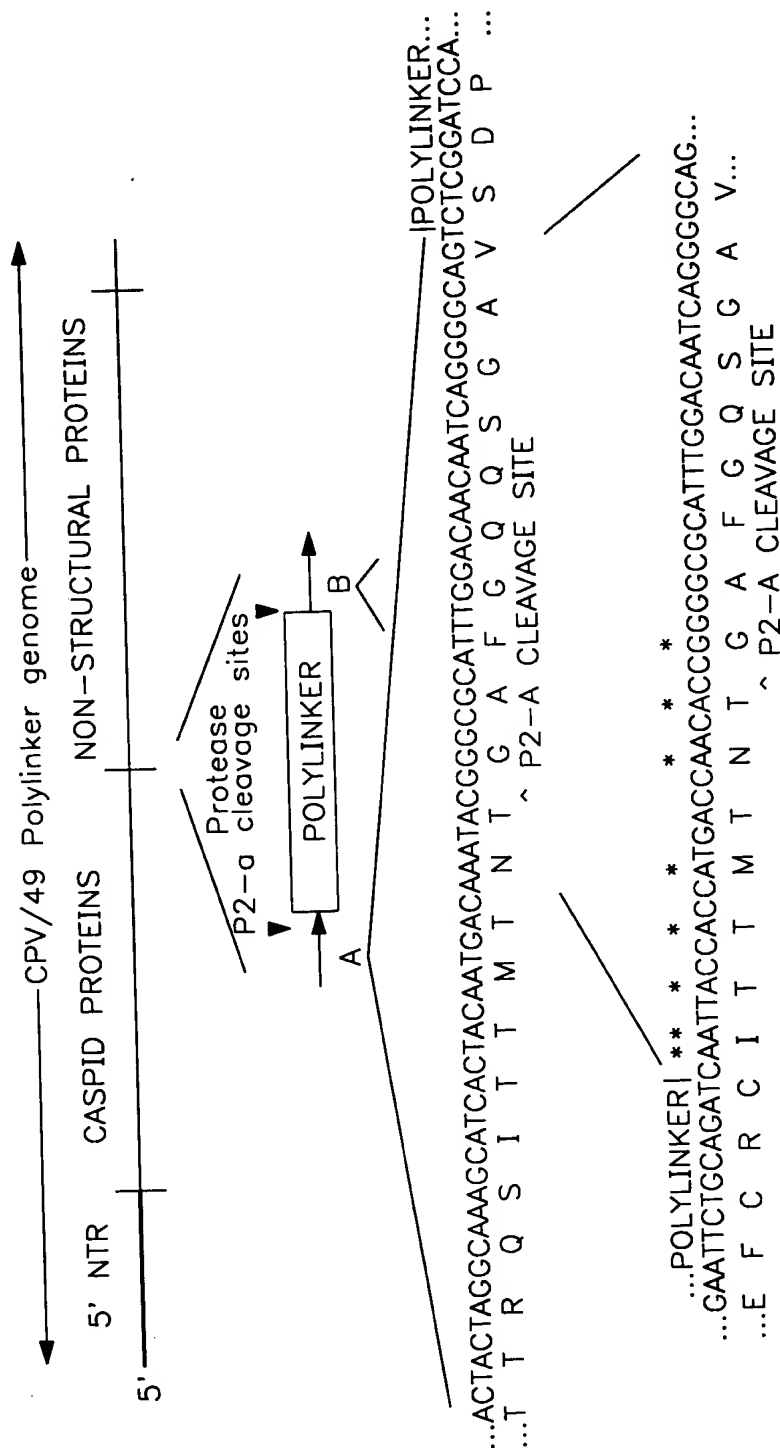 CPV/49 Polylinker genome
5' NTR CASPID PROTEINS NON-STRUCTURAL PROTEINS
5'
Protease
P2-a cleavage sites
POLYLINKER
A
B
|POLYLINKER...
...ACTACTAGGCAAAGCATCACTACAATGACAAATACGGGCGCATTTGGACAACAATCAGGGGCAGTCTCGGATCCA...
...T T R Q S I T T M T N T G A F G Q Q S G A V S D P ...
^ P2-A CLEAVAGE SITE
...POLYLINKER| ** * * * * * *
...GAATTCTGCAGATCAATTACCACCATGACCAACACCGGGGCGCATTTTGGACAATCAGGGGCAG...
...E F C R C I T T M T N T G A F G Q S G A V...
^ P2-A CLEAVAGE SITE